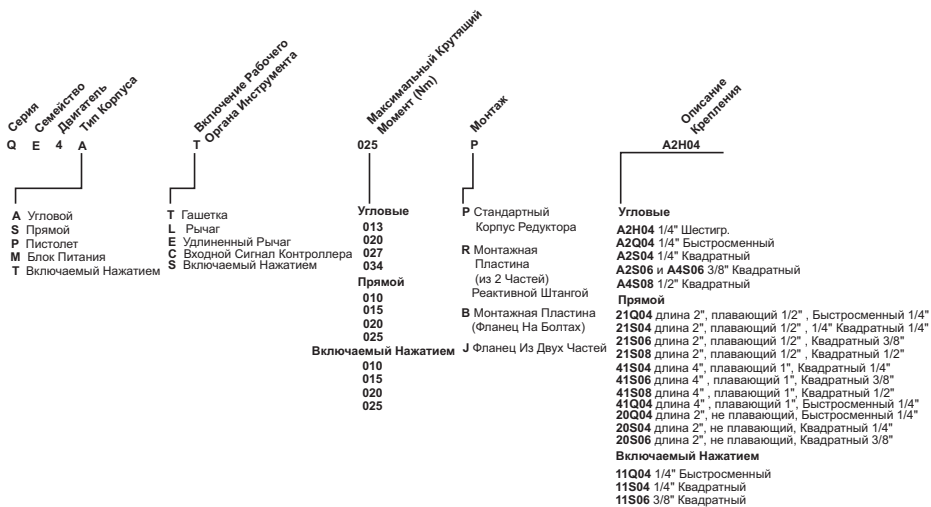 Серия
Семейство
Двигатель
Тип Корпуса
Включение Рабочего
Органа Инструмента
Максимальный Крутящий
Момент (Nm)
Монтаж
Описание
Крепления
Q E 4 A T 025 P A2H04
A Угловой
S Прямой
P Пистолет
M Блок Питания
T Включаемый Нажатием
T Гашетка
L Рычаг
E Удлиненный Рычаг
C Входной Сигнал Контроллера
S Включаемый Нажатием
Угловые
013
020
027
034
Прямой
010
015
020
025
Включаемый Нажатием
010
015
020
025
P Стандартный
Корпус Редуктора
R Монтажная
Пластина
(из 2 Частей)
Реактивной Штангой
B Монтажная Пластина
(Фланец На Болтах)
J Фланец Из Двух Частей
Угловые
A2H04 1/4" Шестигр.
A2Q04 1/4" Быстросменный
A2S04 1/4" Квадратный
A2S06 и A4S06 3/8" Квадратный
A4S08 1/2" Квадратный
Прямой
21Q04 длина 2", плавающий 1/2" , Быстросменный 1/4"
21S04 длина 2", плавающий 1/2" , 1/4" Квадратный 1/4"
21S06 длина 2", плавающий 1/2" , Квадратный 3/8"
21S08 длина 2", плавающий 1/2" , Квадратный 1/2"
41S04 длина 4", плавающий 1", Квадратный 1/4"
41S06 длина 4" , плавающий 1", Квадратный 3/8"
41S08 длина 4" , плавающий 1", Квадратный 1/2"
41Q04 длина 4" , плавающий 1", Быстросменный 1/4"
20Q04 длина 2", не плавающий, Быстросменный 1/4"
20S04 длина 2", не плавающий, Квадратный 1/4"
20S06 длина 2", не плавающий, Квадратный 3/8"
Включаемый Нажатием
11Q04 1/4" Быстросменный
11S04 1/4" Квадратный
11S06 3/8" Квадратный